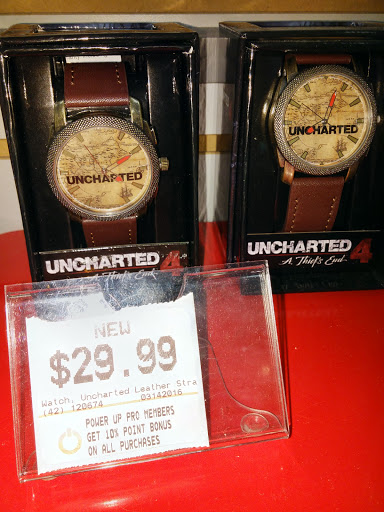 UNCHARTED
UNCHARTED
UNCHARTED 4
A Thief's End
UNCHARTED 4
A Thief's End
NEW
$29.99
Watch, Uncharted Leather Stra
(42) 120674 03142016
POWER UP PRO MEMBERS
GET 10% POINT BONUS
ON ALL PURCHASES